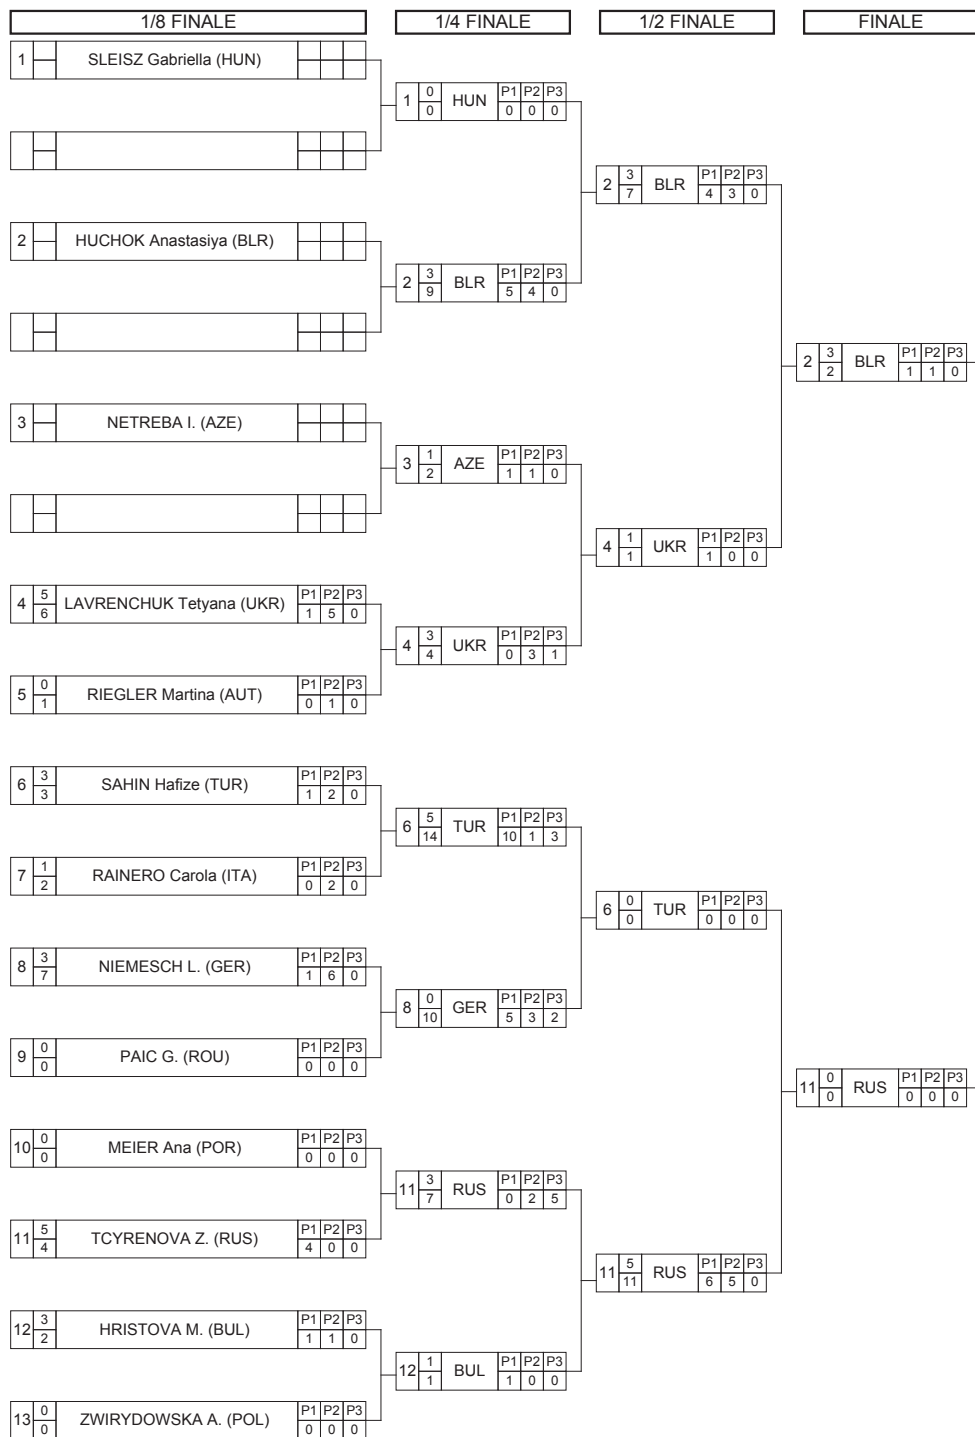 1/8 FINALE 1/4 FINALE 1/2 FINALE FINALE
1 SLEISZ Gabriella (HUN)
1 0 0 HUN P1 P2 P3 0 0 0
2 3 7 BLR P1 P2 P3 4 3 0
2 HUCHOK Anastasiya (BLR)
2 3 9 BLR P1 P2 P3 5 4 0
2 3 2 BLR P1 P2 P3 1 1 0
3 NETREBA I. (AZE)
3 1 2 AZE P1 P2 P3 1 1 0
4 1 1 UKR P1 P2 P3 1 0 0
4 5 6 LAVRENCHUK Tetyana (UKR) P1 P2 P3 1 5 0
4 3 4 UKR P1 P2 P3 0 3 1
5 0 1 RIEGLER Martina (AUT) P1 P2 P3 0 1 0
6 3 3 SAHIN Hafize (TUR) P1 P2 P3 1 2 0
6 5 14 TUR P1 P2 P3 10 1 3
7 1 2 RAINERO Carola (ITA) P1 P2 P3 0 2 0
6 0 0 TUR P1 P2 P3 0 0 0
8 3 7 NIEMESCH L. (GER) P1 P2 P3 1 6 0
8 0 10 GER P1 P2 P3 5 3 2
9 0 0 PAIC G. (ROU) P1 P2 P3 0 0 0
11 0 0 RUS P1 P2 P3 0 0 0
10 0 0 MEIER Ana (POR) P1 P2 P3 0 0 0
11 3 7 RUS P1 P2 P3 0 2 5
11 5 4 TCYRENOVA Z. (RUS) P1 P2 P3 4 0 0
11 5 11 RUS P1 P2 P3 6 5 0
12 3 2 HRISTOVA M. (BUL) P1 P2 P3 1 1 0
12 1 1 BUL P1 P2 P3 1 0 0
13 0 0 ZWIRYDOWSKA A. (POL) P1 P2 P3 0 0 0